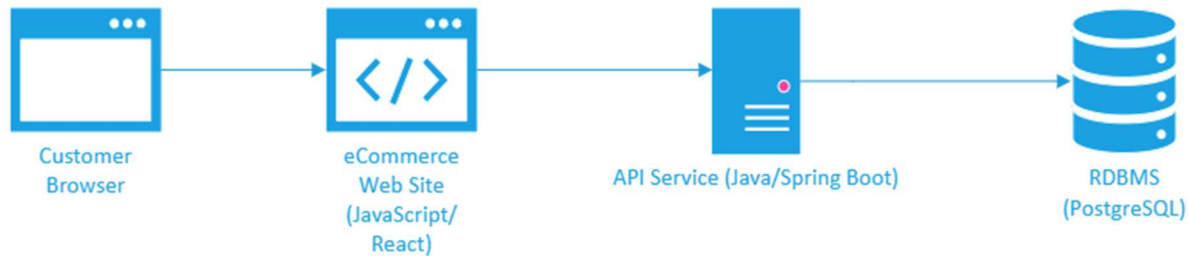 Customer
Browser
eCommerce
Web Site
(JavaScript/
React)
API Service (Java/Spring Boot)
RDBMS
(PostgreSQL)